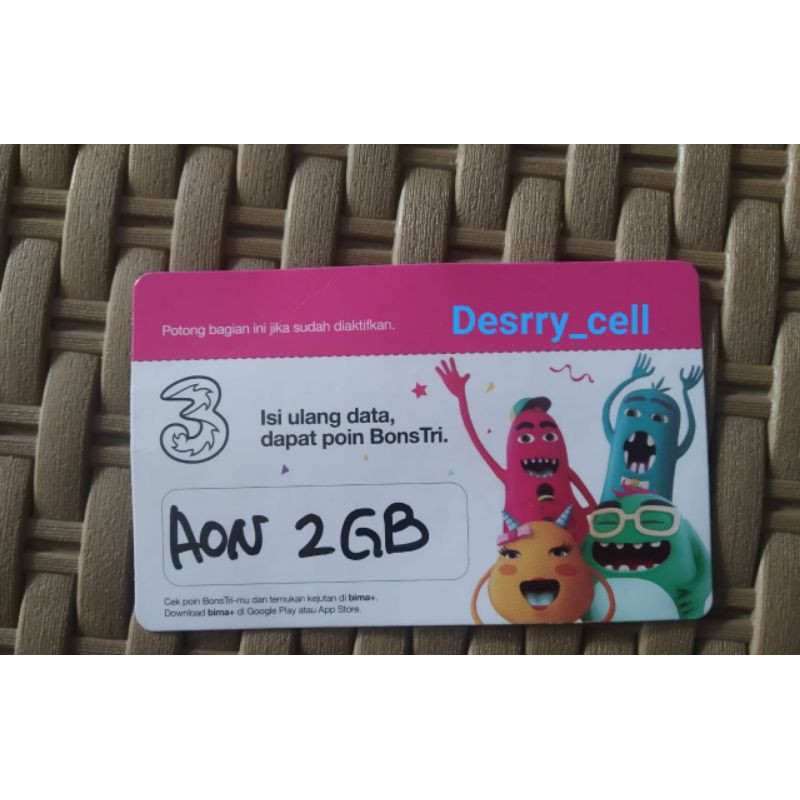 Potong bagian ini jika sudah diaktifkan.
Desrry_cell
3
Isi ulang data,
dapat poin BonsTri.
AON 2GB
Cek poin BonsTri-mu dan temukan kejutan di bima+.
Download bima+ di Google Play atau App Store.